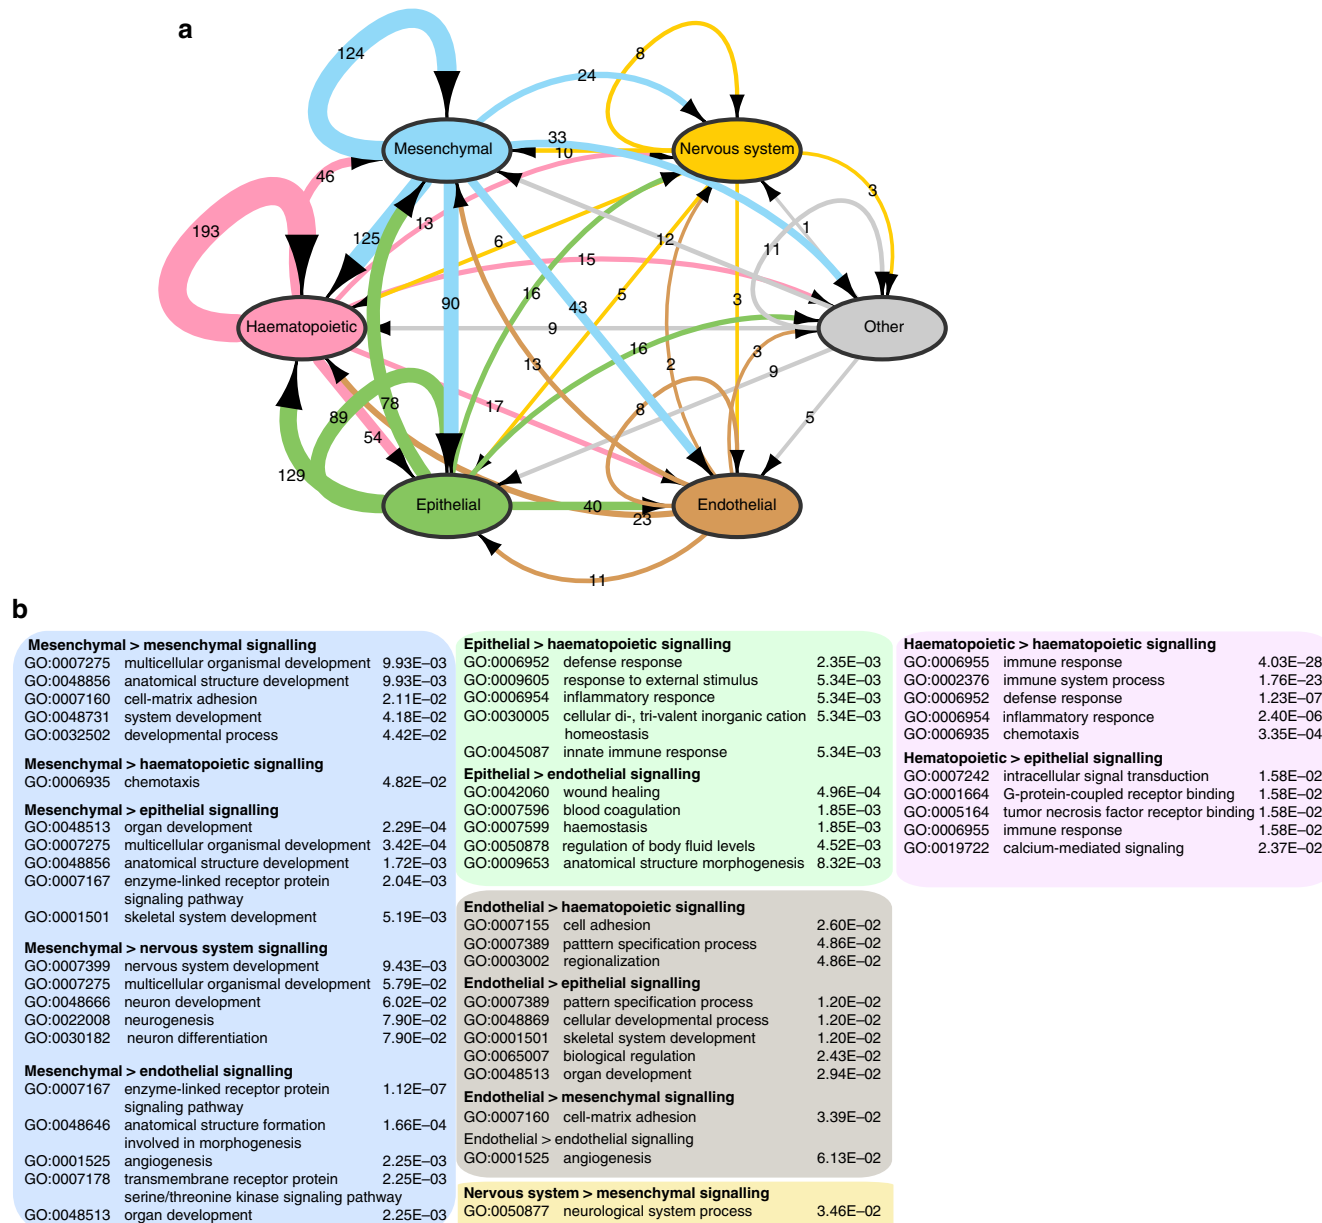 a
124
8
24
Mesenchymal
33
10
Nervous system
46
3
193
13
125
6
12
1
11
15
90
16
43
5
3
Haematopoietic
9
Other
16
13
2
3
9
89
78
17
8
5
54
129
Epithelial
40
23
Endothelial
11
b
Mesenchymal > mesenchymal signalling
GO:0007275 multicellular organismal development 9.93E–03
GO:0048856 anatomical structure development 9.93E–03
GO:0007160 cell-matrix adhesion 2.11E–02
GO:0048731 system development 4.18E–02
GO:0032502 developmental process 4.42E–02
Mesenchymal > haematopoietic signalling
GO:0006935 chemotaxis 4.82E–02
Mesenchymal > epithelial signalling
GO:0048513 organ development 2.29E–04
GO:0007275 multicellular organismal development 3.42E–04
GO:0048856 anatomical structure development 1.72E–03
GO:0007167 enzyme-linked receptor protein 2.04E–03
signaling pathway
GO:0001501 skeletal system development 5.19E–03
Mesenchymal > nervous system signalling
GO:0007399 nervous system development 9.43E–03
GO:0007275 multicellular organismal development 5.79E–02
GO:0048666 neuron development 6.02E–02
GO:0022008 neurogenesis 7.90E–02
GO:0030182 neuron differentiation 7.90E–02
Mesenchymal > endothelial signalling
GO:0007167 enzyme-linked receptor protein 1.12E–07
signaling pathway
GO:0048646 anatomical structure formation 1.66E–04
involved in morphogenesis
GO:0001525 angiogenesis 2.25E–03
GO:0007178 transmembrane receptor protein 2.25E–03
serine/threonine kinase signaling pathway
GO:0048513 organ development 2.25E–03
Epithelial > haematopoietic signalling
GO:0006952 defense response 2.35E–03
GO:0009605 response to external stimulus 5.34E–03
GO:0006954 inflammatory responce 5.34E–03
GO:0030005 cellular di-, tri-valent inorganic cation 5.34E–03
homeostasis
GO:0045087 innate immune response 5.34E–03
Epithelial > endothelial signalling
GO:0042060 wound healing 4.96E–04
GO:0007596 blood coagulation 1.85E–03
GO:0007599 haemostasis 1.85E–03
GO:0050878 regulation of body fluid levels 4.52E–03
GO:0009653 anatomical structure morphogenesis 8.32E–03
Endothelial > haematopoietic signalling
GO:0007155 cell adhesion 2.60E–02
GO:0007389 patttern specification process 4.86E–02
GO:0003002 regionalization 4.86E–02
Endothelial > epithelial signalling
GO:0007389 pattern specification process 1.20E–02
GO:0048869 cellular developmental process 1.20E–02
GO:0001501 skeletal system development 1.20E–02
GO:0065007 biological regulation 2.43E–02
GO:0048513 organ development 2.94E–02
Endothelial > mesenchymal signalling
GO:0007160 cell-matrix adhesion 3.39E–02
Endothelial > endothelial signalling
GO:0001525 angiogenesis 6.13E–02
Nervous system > mesenchymal signalling
GO:0050877 neurological system process 3.46E–02
Haematopoietic > haematopoietic signalling
GO:0006955 immune response 4.03E–28
GO:0002376 immune system process 1.76E–23
GO:0006952 defense response 1.23E–07
GO:0006954 inflammatory responce 2.40E–06
GO:0006935 chemotaxis 3.35E–04
Hematopoietic > epithelial signalling
GO:0007242 intracellular signal transduction 1.58E–02
GO:0001664 G-protein-coupled receptor binding 1.58E–02
GO:0005164 tumor necrosis factor receptor binding 1.58E–02
GO:0006955 immune response 1.58E–02
GO:0019722 calcium-mediated signaling 2.37E–02